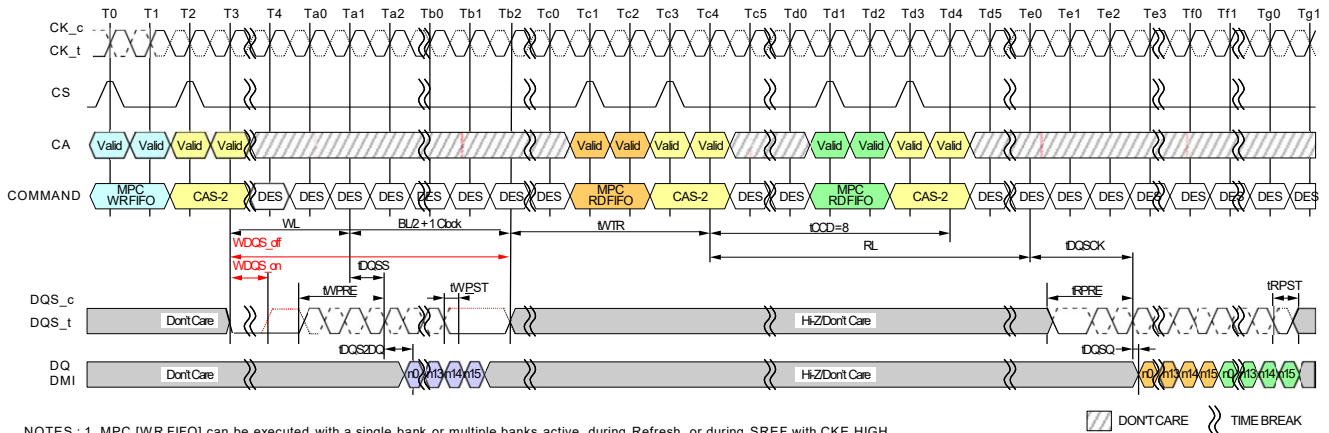 T0 T1 T2 T3 T4 Ta0 Ta1 Ta2 Tb0 Tb1 Tb2 Tc0 Tc1 Tc2 Tc3 Tc4 Tc5 Td0 Td1 Td2 Td3 Td4 Td5 Te0 Te1 Te2 Te3 Tf0 Tf1 Tg0 Tg1
CK_c
CK_t
CS
CA Valid Valid Valid Valid Valid Valid Valid Valid Valid Valid Valid Valid
COMMAND MPC WRFIFO CAS-2 DES DES DES DES DES DES DES DES MPC RDFIFO CAS-2 DES DES MPC RDFIFO CAS-2 DES DES DES DES DES DES DES DES DES
WL BL/2 + 1 Clock tWTR tCCD = 8
WDQS_off RL tDQSCK
WDQS_on tDQSS
tWPRE tWPST tRPRE tRPST
DQS_c
DQS_t Don't Care Hi-Z/Don't Care
tDQS2DQ tDQSQ
DQ
DMI Don't Care n0 n13 n14 n15 Hi-Z/Don't Care n0 n13 n14 n15 n0 n13 n14 n15
DON'T CARE TIME BREAK
NOTES : 1. MPC [WR FIFO] can be executed with a single bank or multiple banks active, during Refresh, or during SREF with CKE HIGH.